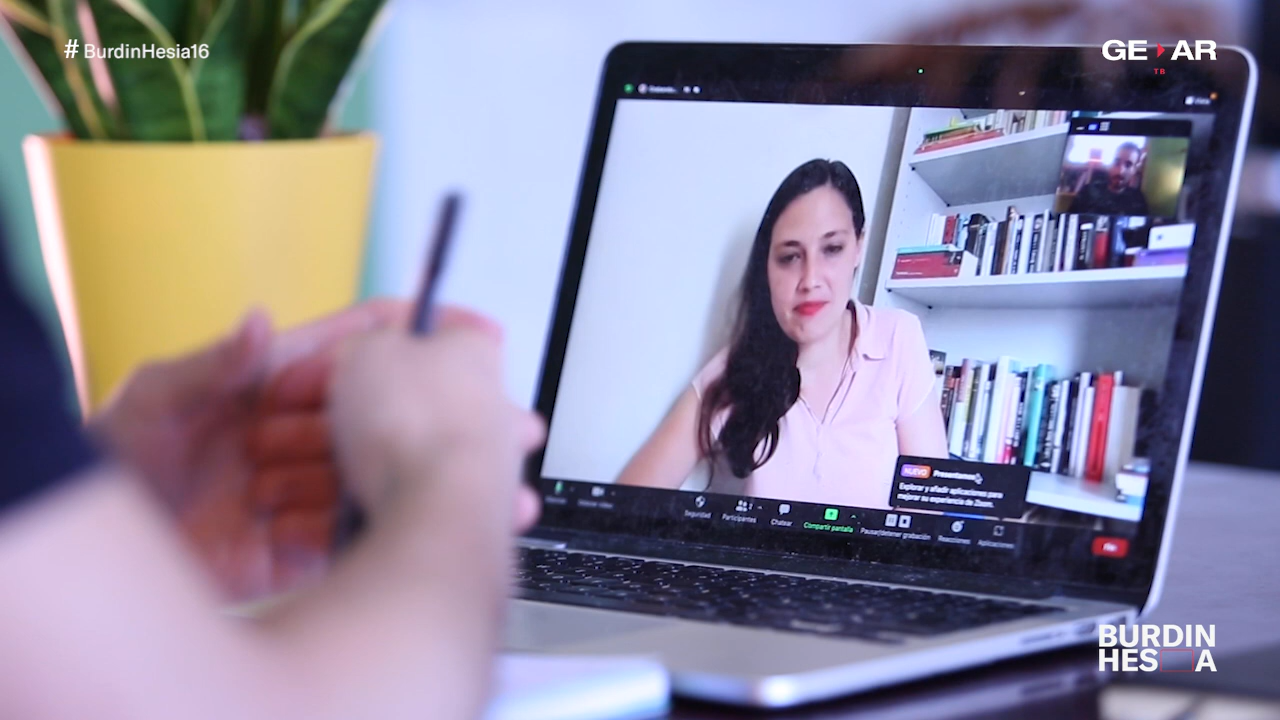 # BurdinHesia16
GE AR
TB
NUEVO Presentamos
Explorar y añadir aplicaciones para
mejorar su experiencia de Zoom.
Seguridad
Participantes
Chatear
Compartir pantalla
Pausar/detener grabación
Reacciones
Aplicaciones
Fin
BURDIN
HES A